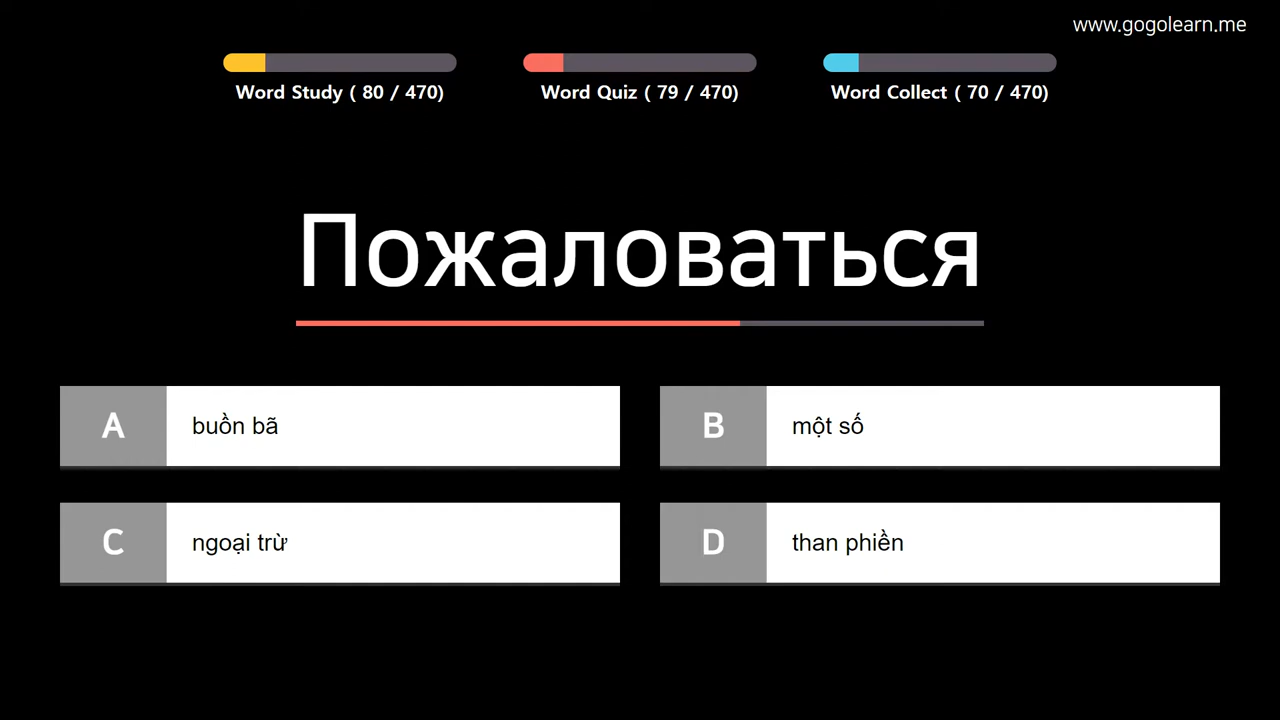 www.gogolearn.me
Word Study ( 80 / 470)
Word Quiz ( 79 / 470)
Word Collect ( 70 / 470)
Пожаловаться
A buồn bã
B một số
C ngoại trừ
D than phiền